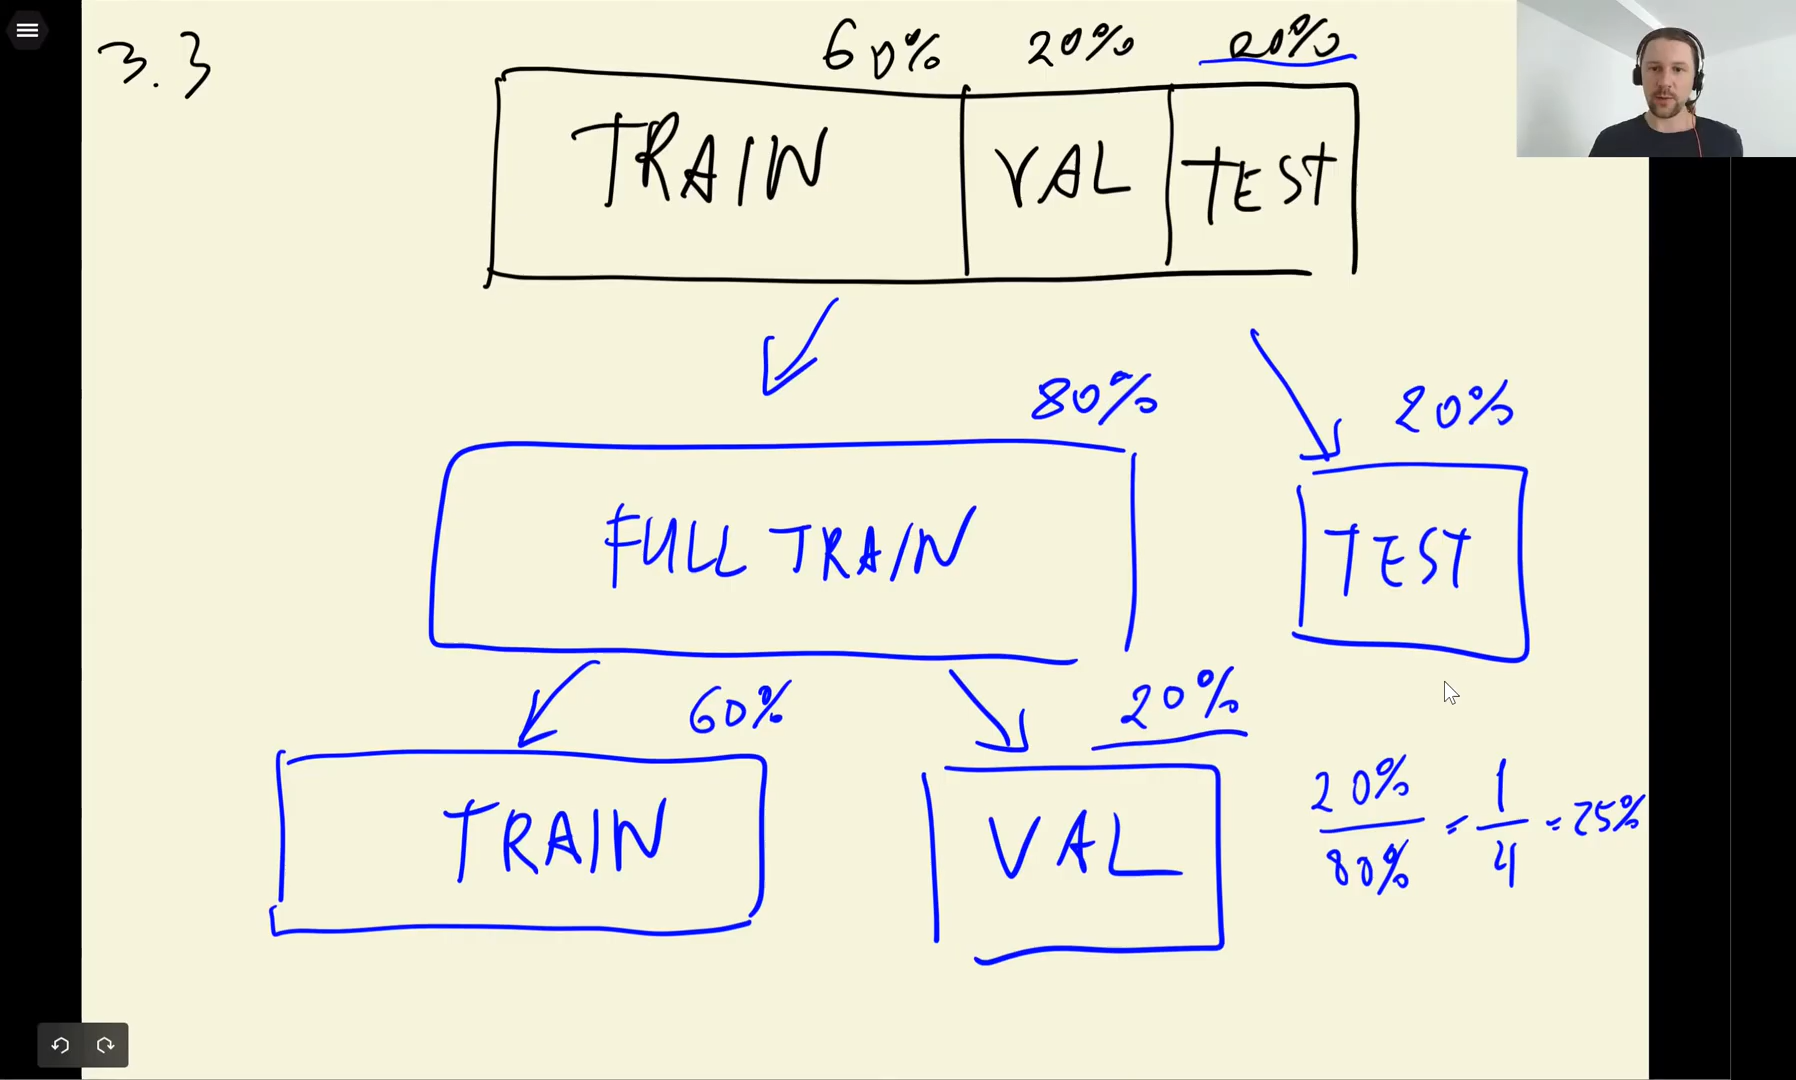 3.3
60% 20% 20%
TRAIN VAL TEST
80% 20%
FULL TRAIN TEST
60% 20%
TRAIN VAL
20% / 80% = 1 / 4 = 25%